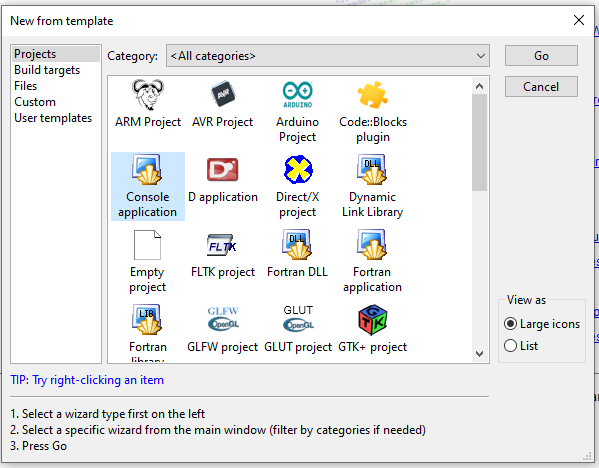 New from template
Projects
Build targets
Files
Custom
User templates
Category:
<All categories>
Go
Cancel
ARM Project
AVR
AVR Project
ARDUINO
Arduino
Project
Code::Blocks
plugin
Console
application
D
D application
Direct/X
project
DLL
Dynamic
Link Library
Empty
project
FLTK
FLTK project
DLL
Fortran DLL
Fortran
application
LIB
Fortran
library
GLFW
OpenGL
GLFW project
GLUT
OpenGL
GLUT project
GTK
GTK+ project
View as
Large icons
List
TIP: Try right-clicking an item
1. Select a wizard type first on the left
2. Select a specific wizard from the main window (filter by categories if needed)
3. Press Go